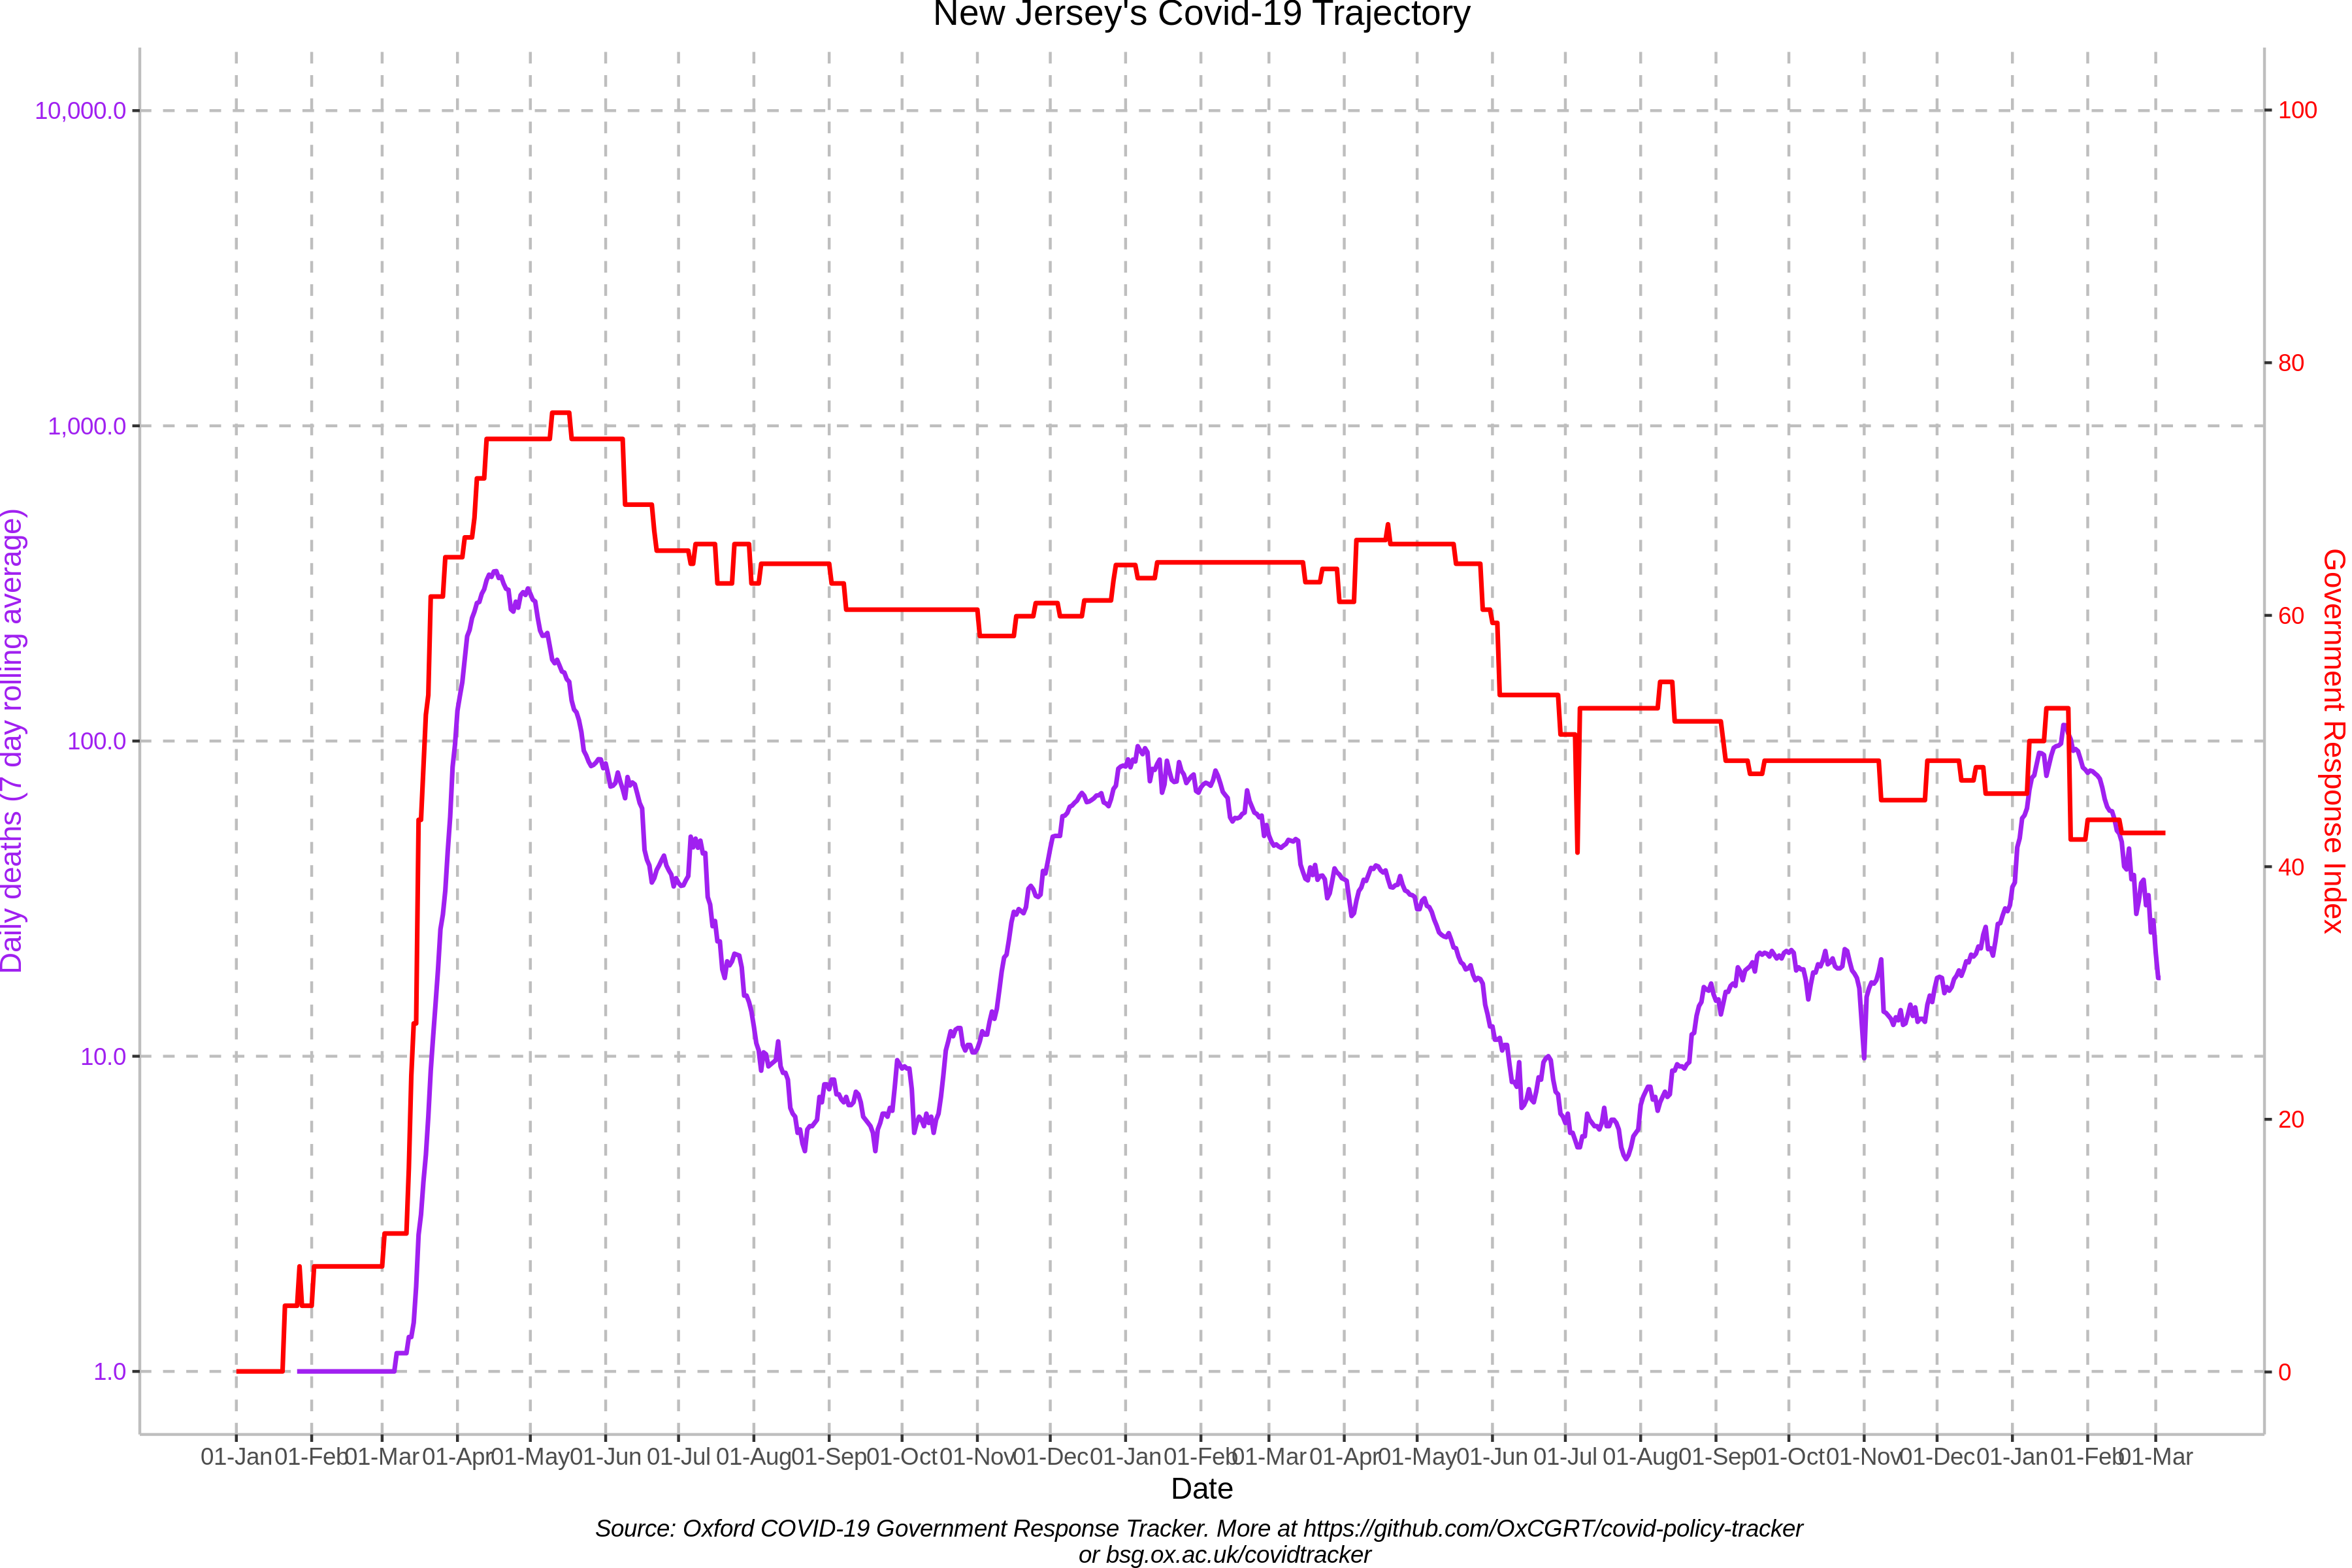 New Jersey's Covid-19 Trajectory
10,000.0
1,000.0
100.0
10.0
1.0
Daily deaths (7 day rolling average)
100
80
60
40
20
0
Government Response Index
01-Jan
01-Feb
01-Mar
01-Apr
01-May
01-Jun
01-Jul
01-Aug
01-Sep
01-Oct
01-Nov
01-Dec
01-Jan
01-Feb
01-Mar
01-Apr
01-May
01-Jun
01-Jul
01-Aug
01-Sep
01-Oct
01-Nov
01-Dec
01-Jan
01-Feb
01-Mar
Date
Source: Oxford COVID-19 Government Response Tracker. More at https://github.com/OxCGRT/covid-policy-tracker
or bsg.ox.ac.uk/covidtracker